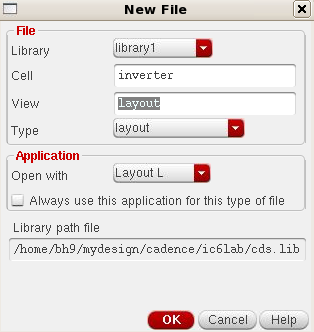 New File
File
Library library1
Cell inverter
View layout
Type layout
Application
Open with Layout L
Always use this application for this type of file
Library path file
/home/bh9/mydesign/cadence/ic6lab/cds.lib
OK Cancel Help